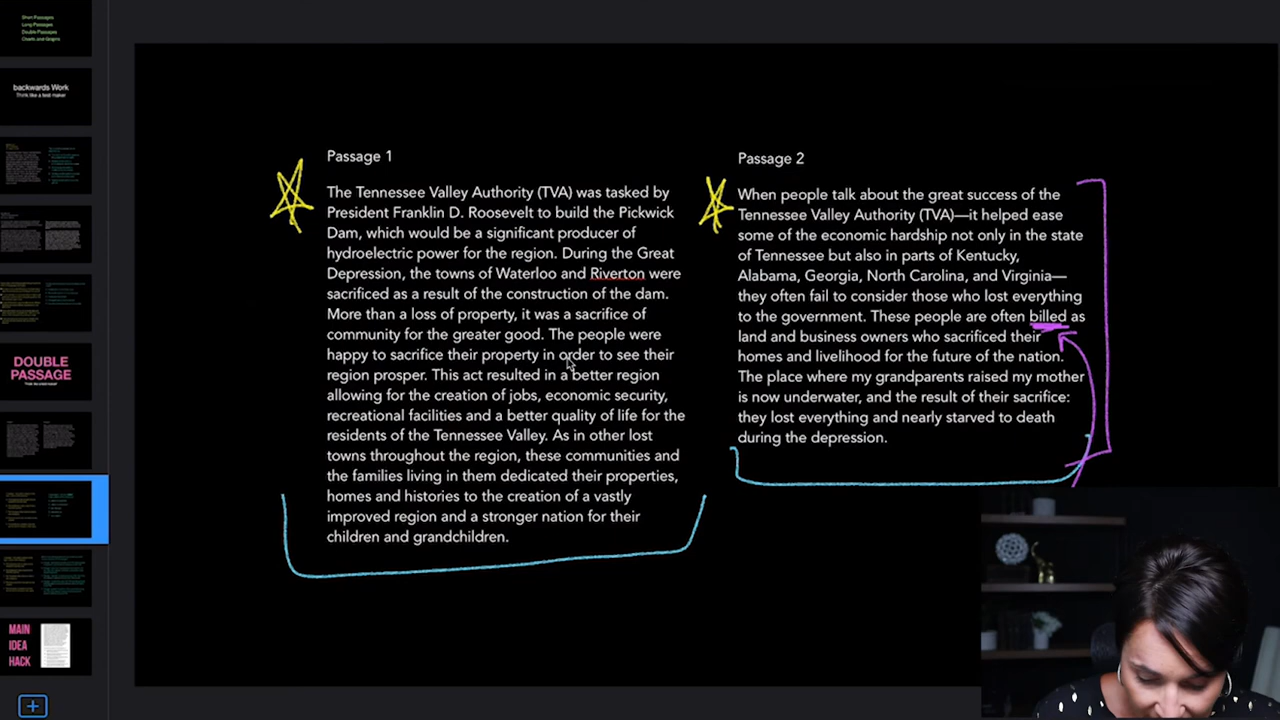 Short Passages
Long Passages
Double Passages
Charts and Graphs
backwards Work
Think like a test maker
DOUBLE
PASSAGE
MAIN
IDEA
HACK
Passage 1
The Tennessee Valley Authority (TVA) was tasked by
President Franklin D. Roosevelt to build the Pickwick
Dam, which would be a significant producer of
hydroelectric power for the region. During the Great
Depression, the towns of Waterloo and Riverton were
sacrificed as a result of the construction of the dam.
More than a loss of property, it was a sacrifice of
community for the greater good. The people were
happy to sacrifice their property in order to see their
region prosper. This act resulted in a better region
allowing for the creation of jobs, economic security,
recreational facilities and a better quality of life for the
residents of the Tennessee Valley. As in other lost
towns throughout the region, these communities and
the families living in them dedicated their properties,
homes and histories to the creation of a vastly
improved region and a stronger nation for their
children and grandchildren.
Passage 2
When people talk about the great success of the
Tennessee Valley Authority (TVA)—it helped ease
some of the economic hardship not only in the state
of Tennessee but also in parts of Kentucky,
Alabama, Georgia, North Carolina, and Virginia—
they often fail to consider those who lost everything
to the government. These people are often billed as
land and business owners who sacrificed their
homes and livelihood for the future of the nation.
The place where my grandparents raised my mother
is now underwater, and the result of their sacrifice:
they lost everything and nearly starved to death
during the depression.